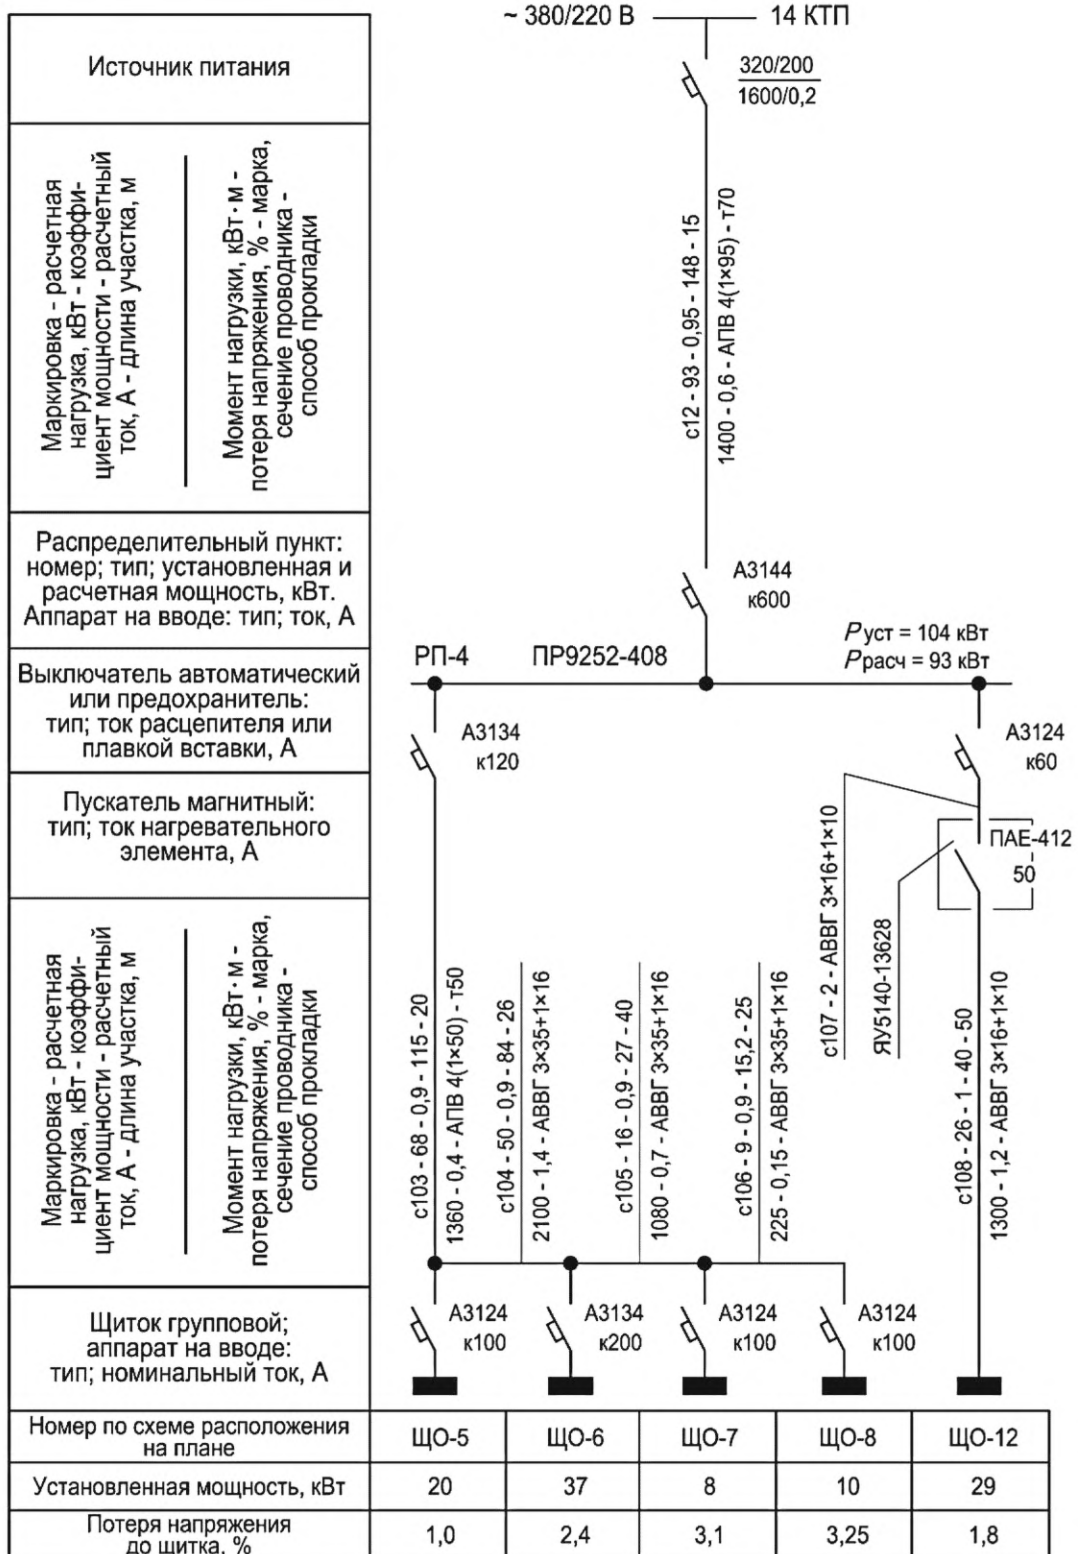 ~ 380/220 В
14 КТП
Источник питания
320/200
1600/0,2
Маркировка - расчетная
нагрузка, кВт - коэффи-
циент мощности - расчетный
ток, А - длина участка, м
Момент нагрузки, кВт·м -
потеря напряжения, % - марка,
сечение проводника -
способ прокладки
с12 - 93 - 0,95 - 148 - 15
1400 - 0,6 - АПВ 4(1×95) - т70
Распределительный пункт:
номер; тип; установленная и
расчетная мощность, кВт.
Аппарат на вводе: тип; ток, А
А3144
к600
Pуст = 104 кВт
Pрасч = 93 кВт
РП-4
ПР9252-408
Выключатель автоматический
или предохранитель:
тип; ток расцепителя или
плавкой вставки, А
А3134
к120
А3124
к60
Пускатель магнитный:
тип; ток нагревательного
элемента, А
ПАЕ-412
50
Маркировка - расчетная
нагрузка, кВт - коэффи-
циент мощности - расчетный
ток, А - длина участка, м
Момент нагрузки, кВт·м -
потеря напряжения, % - марка,
сечение проводника -
способ прокладки
с103 - 68 - 0,9 - 115 - 20
1360 - 0,4 - АПВ 4(1×50) - т50
с104 - 50 - 0,9 - 84 - 26
2100 - 1,4 - АВВГ 3×35+1×16
с105 - 16 - 0,9 - 27 - 40
1080 - 0,7 - АВВГ 3×35+1×16
с106 - 9 - 0,9 - 15,2 - 25
225 - 0,15 - АВВГ 3×35+1×16
с107 - 2 - АВВГ 3×16+1×10
ЯУ5140-13628
с108 - 26 - 1 - 40 - 50
1300 - 1,2 - АВВГ 3×16+1×10
Щиток групповой;
аппарат на вводе:
тип; номинальный ток, А
А3124
к100
А3134
к200
А3124
к100
А3124
к100
Номер по схеме расположения
на плане
ЩО-5
ЩО-6
ЩО-7
ЩО-8
ЩО-12
Установленная мощность, кВт
20
37
8
10
29
Потеря напряжения
до щитка, %
1,0
2,4
3,1
3,25
1,8